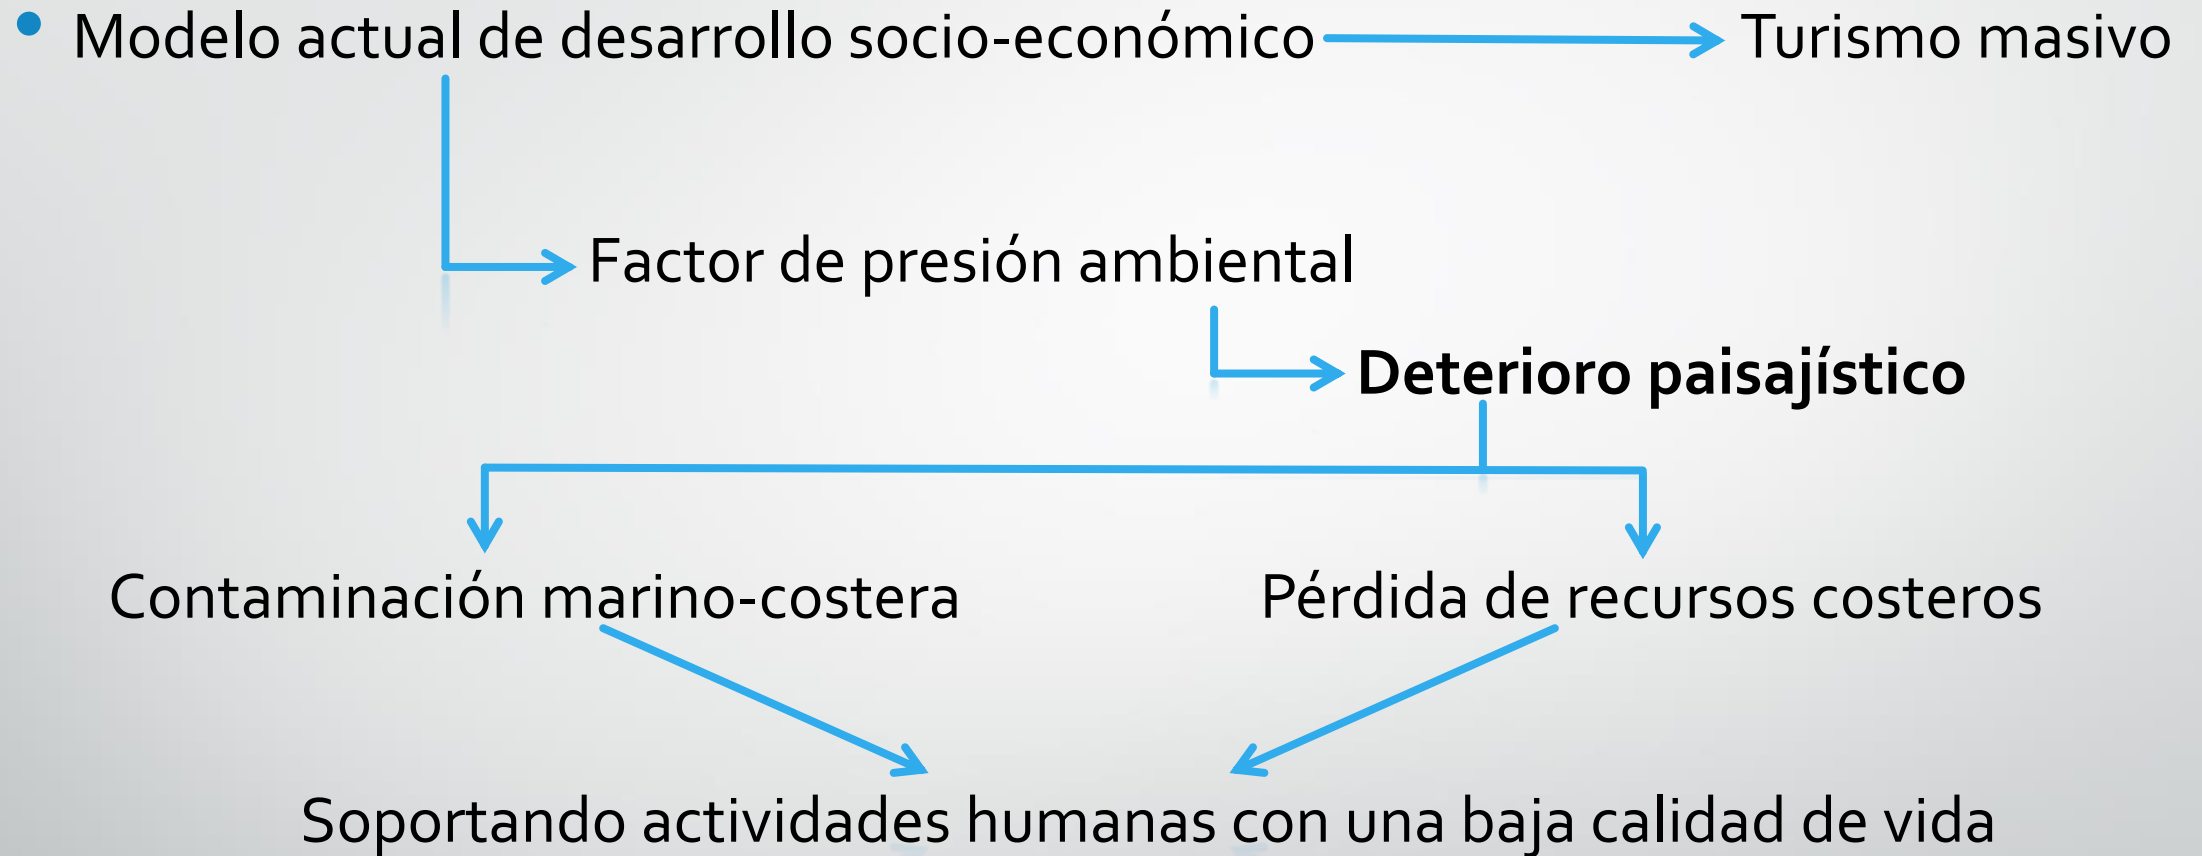 • Modelo actual de desarrollo socio-económico Turismo masivo
Factor de presión ambiental
Deterioro paisajístico
Contaminación marino-costera Pérdida de recursos costeros
Soportando actividades humanas con una baja calidad de vida